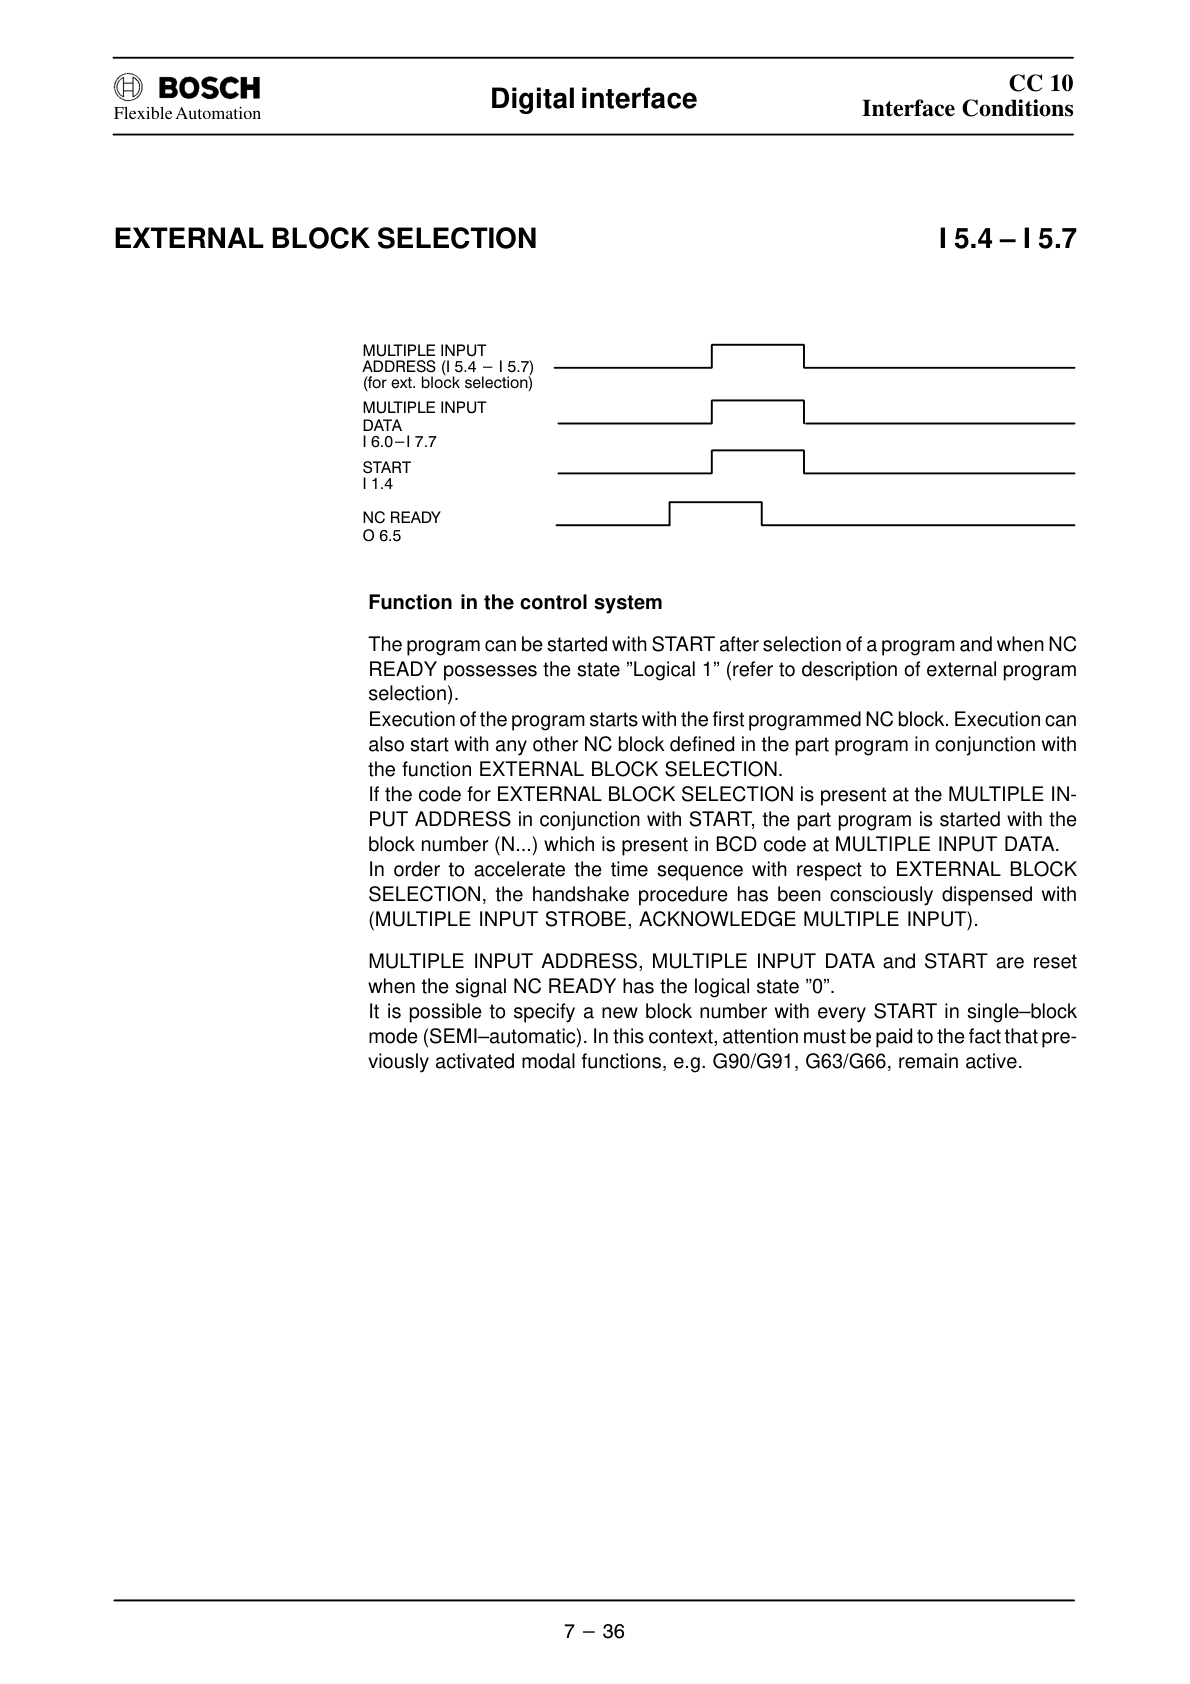 BOSCH
Flexible Automation
Digital interface
CC 10
Interface Conditions
EXTERNAL BLOCK SELECTION
I 5.4 – I 5.7
MULTIPLE INPUT
ADDRESS (I 5.4 – I 5.7)
(for ext. block selection)
MULTIPLE INPUT
DATA
I 6.0–I 7.7
START
I 1.4
NC READY
O 6.5
Function in the control system
The program can be started with START after selection of a program and when NC
READY possesses the state ”Logical 1” (refer to description of external program
selection).
Execution of the program starts with the first programmed NC block. Execution can
also start with any other NC block defined in the part program in conjunction with
the function EXTERNAL BLOCK SELECTION.
If the code for EXTERNAL BLOCK SELECTION is present at the MULTIPLE IN-
PUT ADDRESS in conjunction with START, the part program is started with the
block number (N...) which is present in BCD code at MULTIPLE INPUT DATA.
In order to accelerate the time sequence with respect to EXTERNAL BLOCK
SELECTION, the handshake procedure has been consciously dispensed with
(MULTIPLE INPUT STROBE, ACKNOWLEDGE MULTIPLE INPUT).
MULTIPLE INPUT ADDRESS, MULTIPLE INPUT DATA and START are reset
when the signal NC READY has the logical state ”0”.
It is possible to specify a new block number with every START in single–block
mode (SEMI–automatic). In this context, attention must be paid to the fact that pre-
viously activated modal functions, e.g. G90/G91, G63/G66, remain active.
7 – 36